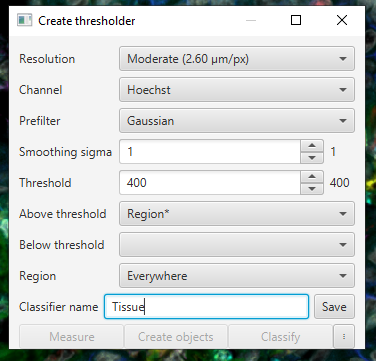 Create thresholder
Resolution Moderate (2.60 µm/px)
Channel Hoechst
Prefilter Gaussian
Smoothing sigma 1 1
Threshold 400 400
Above threshold Region*
Below threshold
Region Everywhere
Classifier name Tissue Save
Measure Create objects Classify